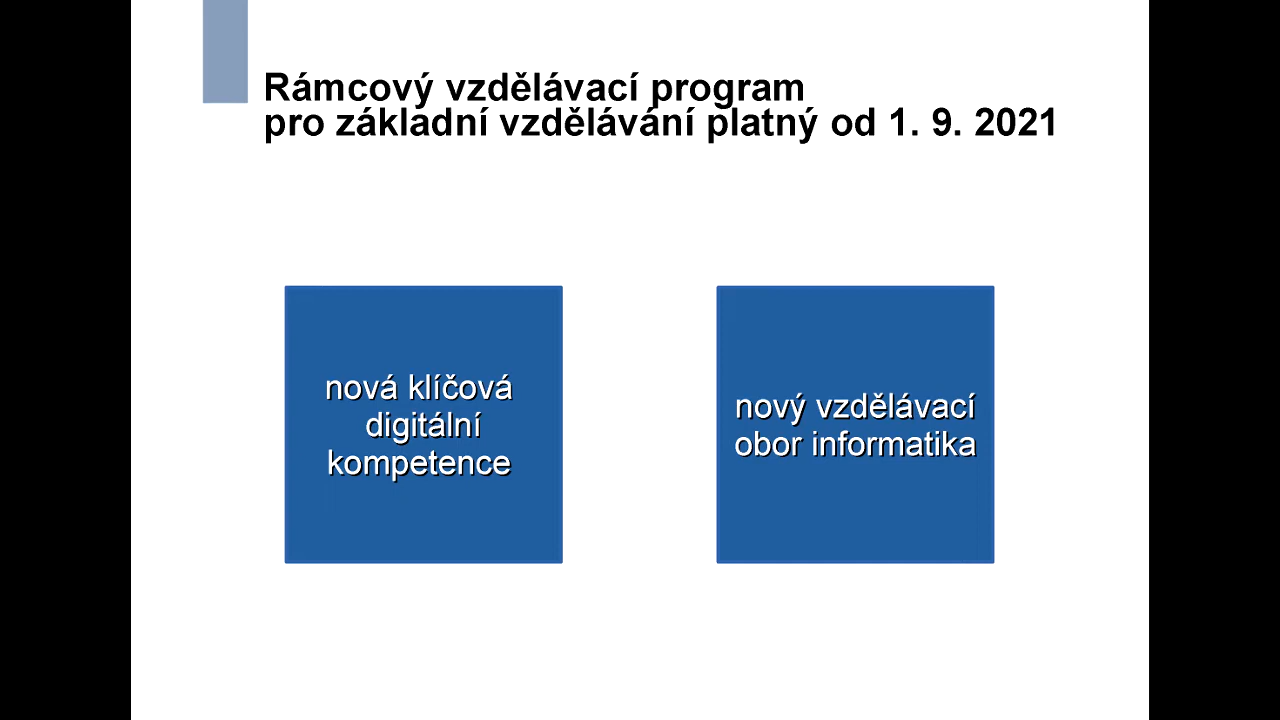 Rámcový vzdělávací program
pro základní vzdělávání platný od 1. 9. 2021
nová klíčová
digitální
kompetence
nový vzdělávací
obor informatika